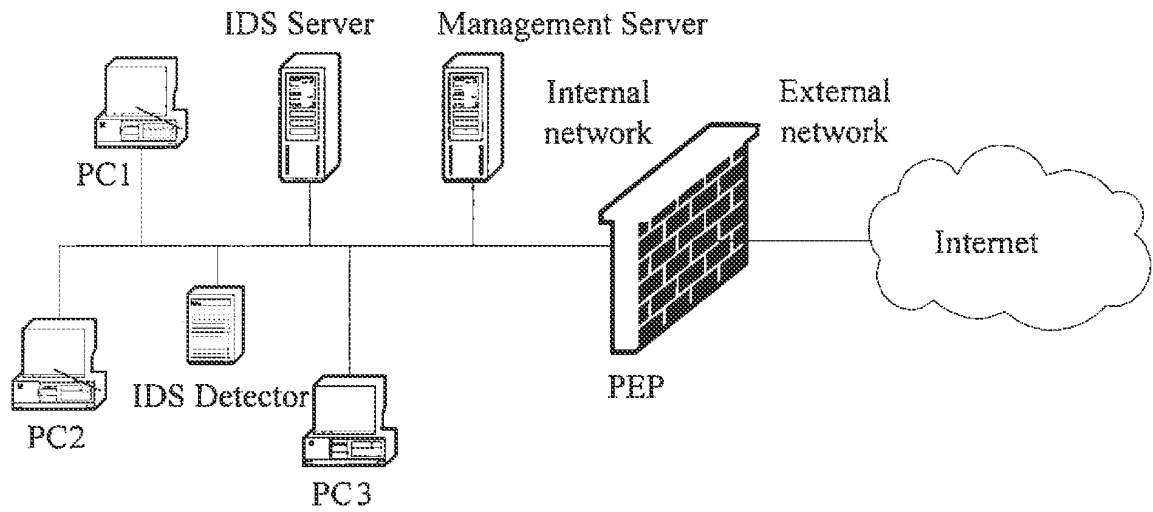 IDS Server
Management Server
Internal
network
External
network
PC1
Internet
IDS Detector
PEP
PC2
PC3